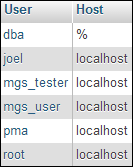 User Host
dba %
joel localhost
mgs_tester localhost
mgs_user localhost
pma localhost
root localhost